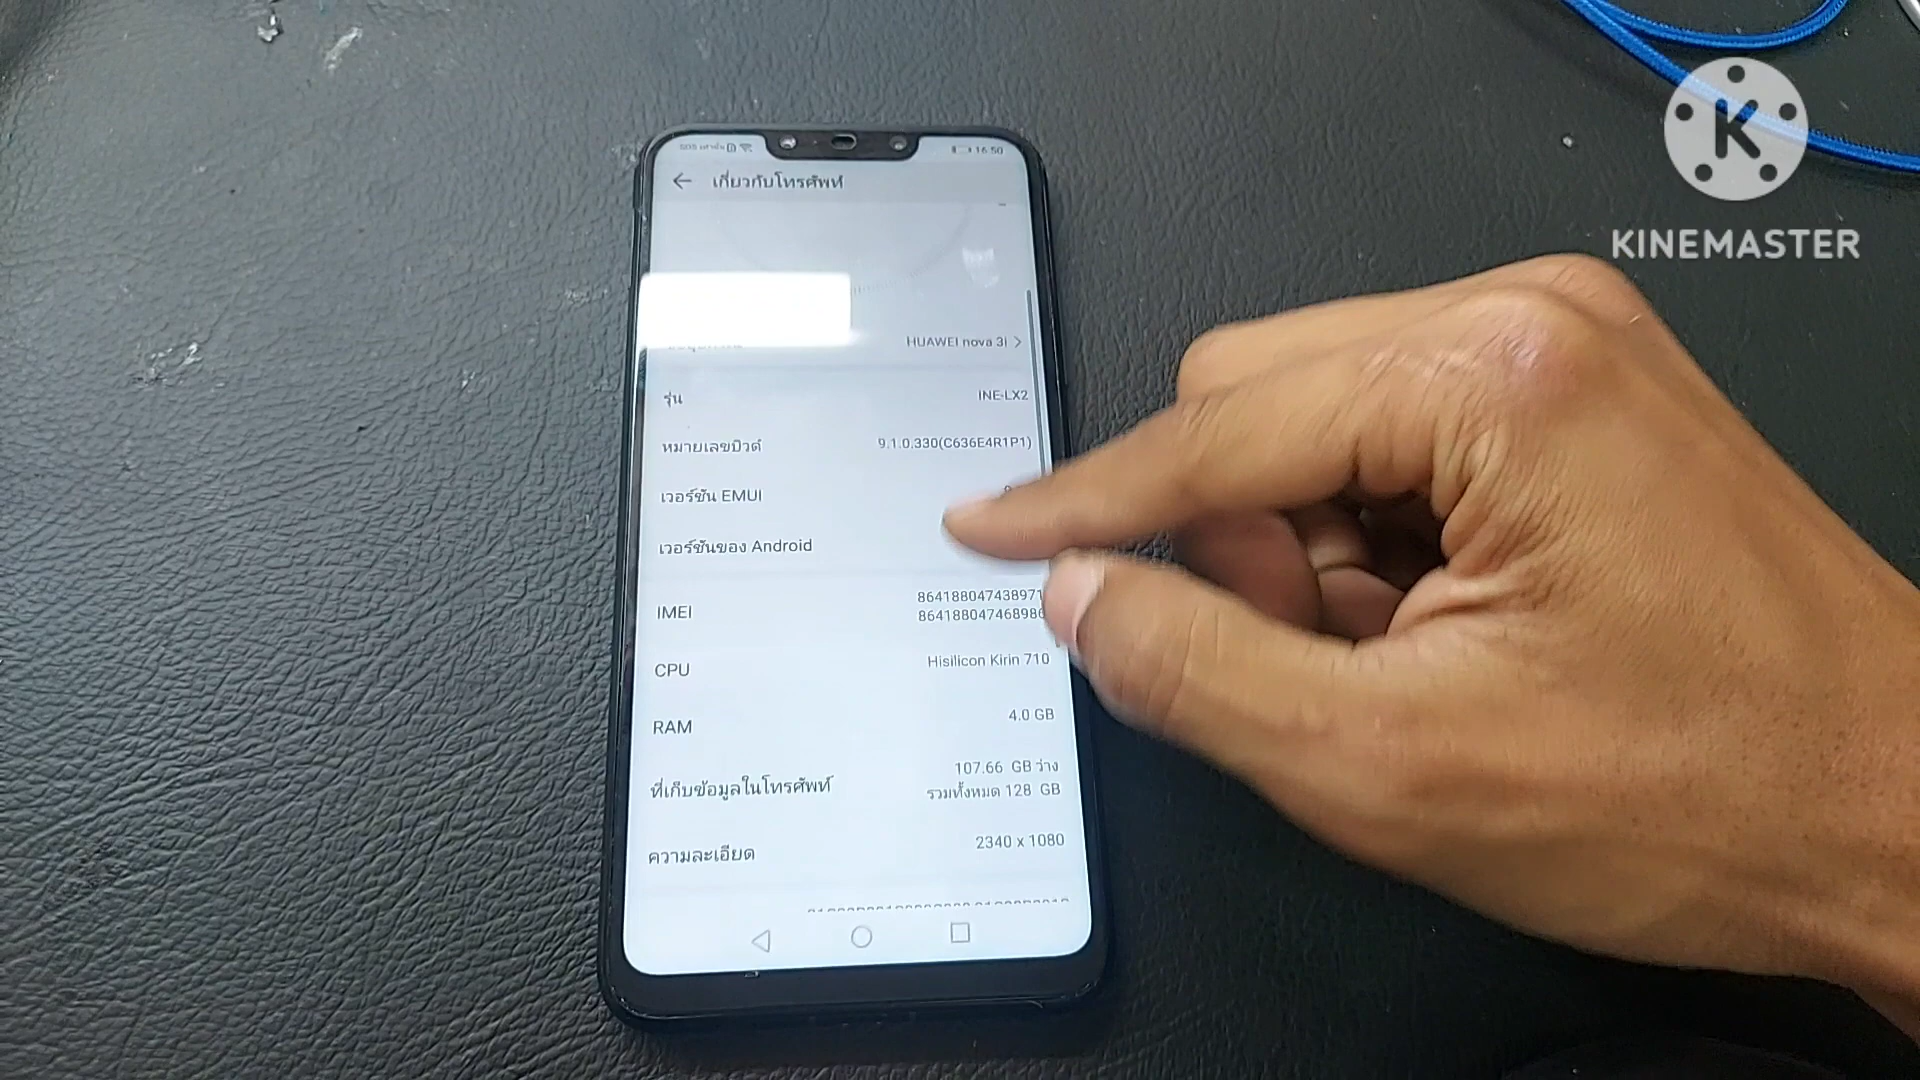 16:50
เกี่ยวกับโทรศัพท์
HUAWEI nova 3i
รุ่น INE-LX2
หมายเลขบิวด์ 9.1.0.330(C636E4R1P1)
เวอร์ชัน EMUI
เวอร์ชันของ Android
IMEI 864188047438971
864188047468986
CPU Hisilicon Kirin 710
RAM 4.0 GB
ที่เก็บข้อมูลในโทรศัพท์ 107.66 GB ว่าง
รวมทั้งหมด 128 GB
ความละเอียด 2340 x 1080
K
KINEMASTER